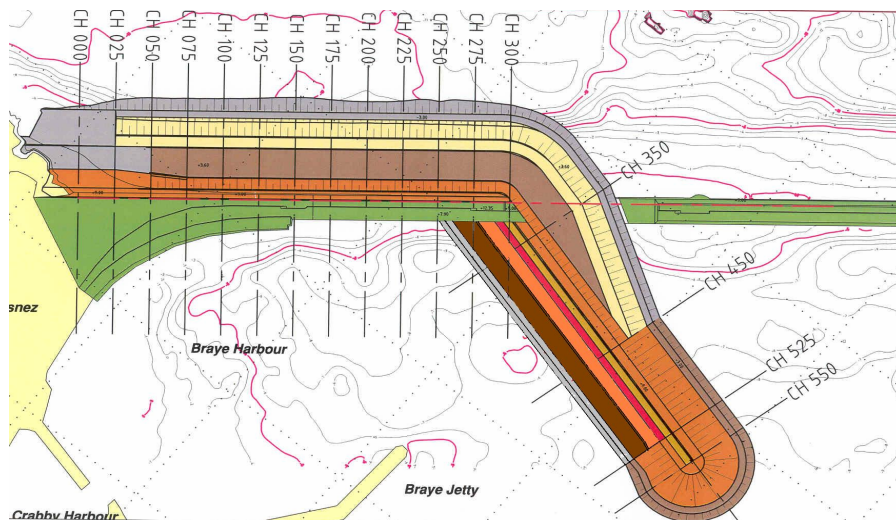 CH 000
CH 025
CH 050
CH 075
CH 100
CH 125
CH 150
CH 175
CH 200
CH 225
CH 250
CH 275
CH 300
CH 350
CH 450
CH 525
CH 550
snez
Braye Harbour
Braye Jetty
Crabby Harbour